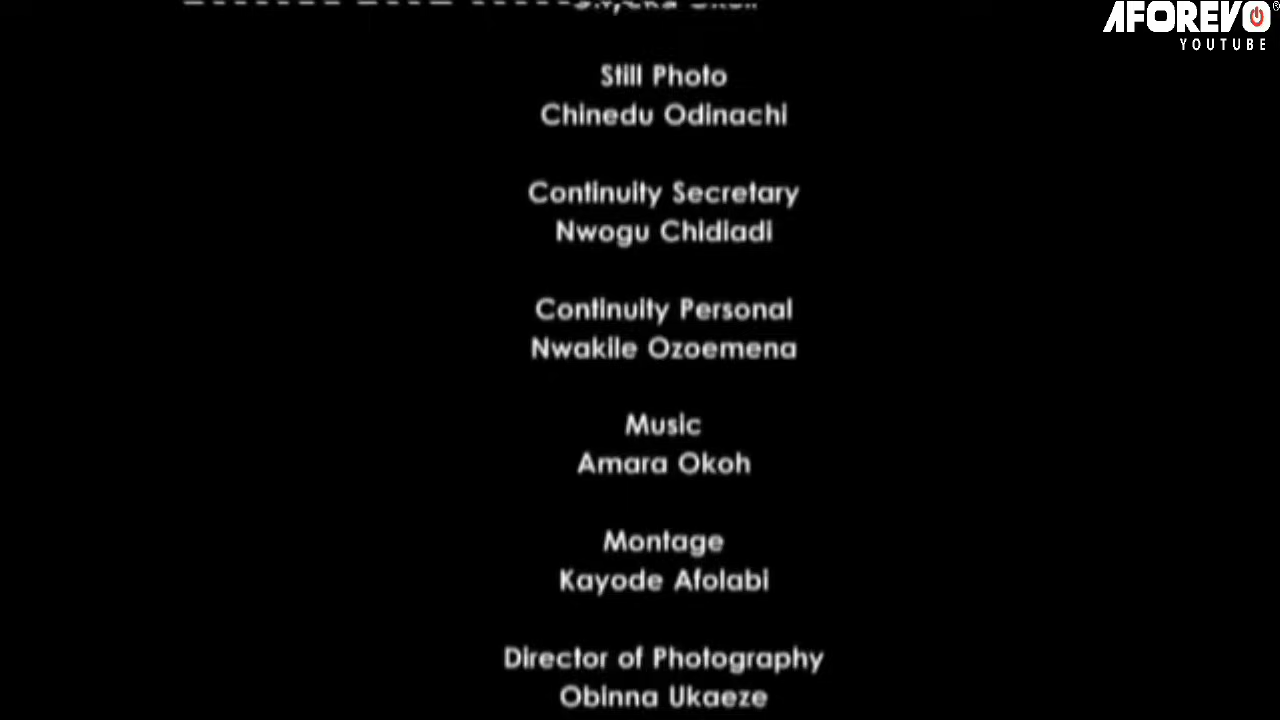 AFOREVO
YOUTUBE
Still Photo
Chinedu Odinachi
Continuity Secretary
Nwogu Chidiadi
Continuity Personal
Nwakile Ozoemena
Music
Amara Okoh
Montage
Kayode Afolabi
Director of Photography
Obinna Ukaeze